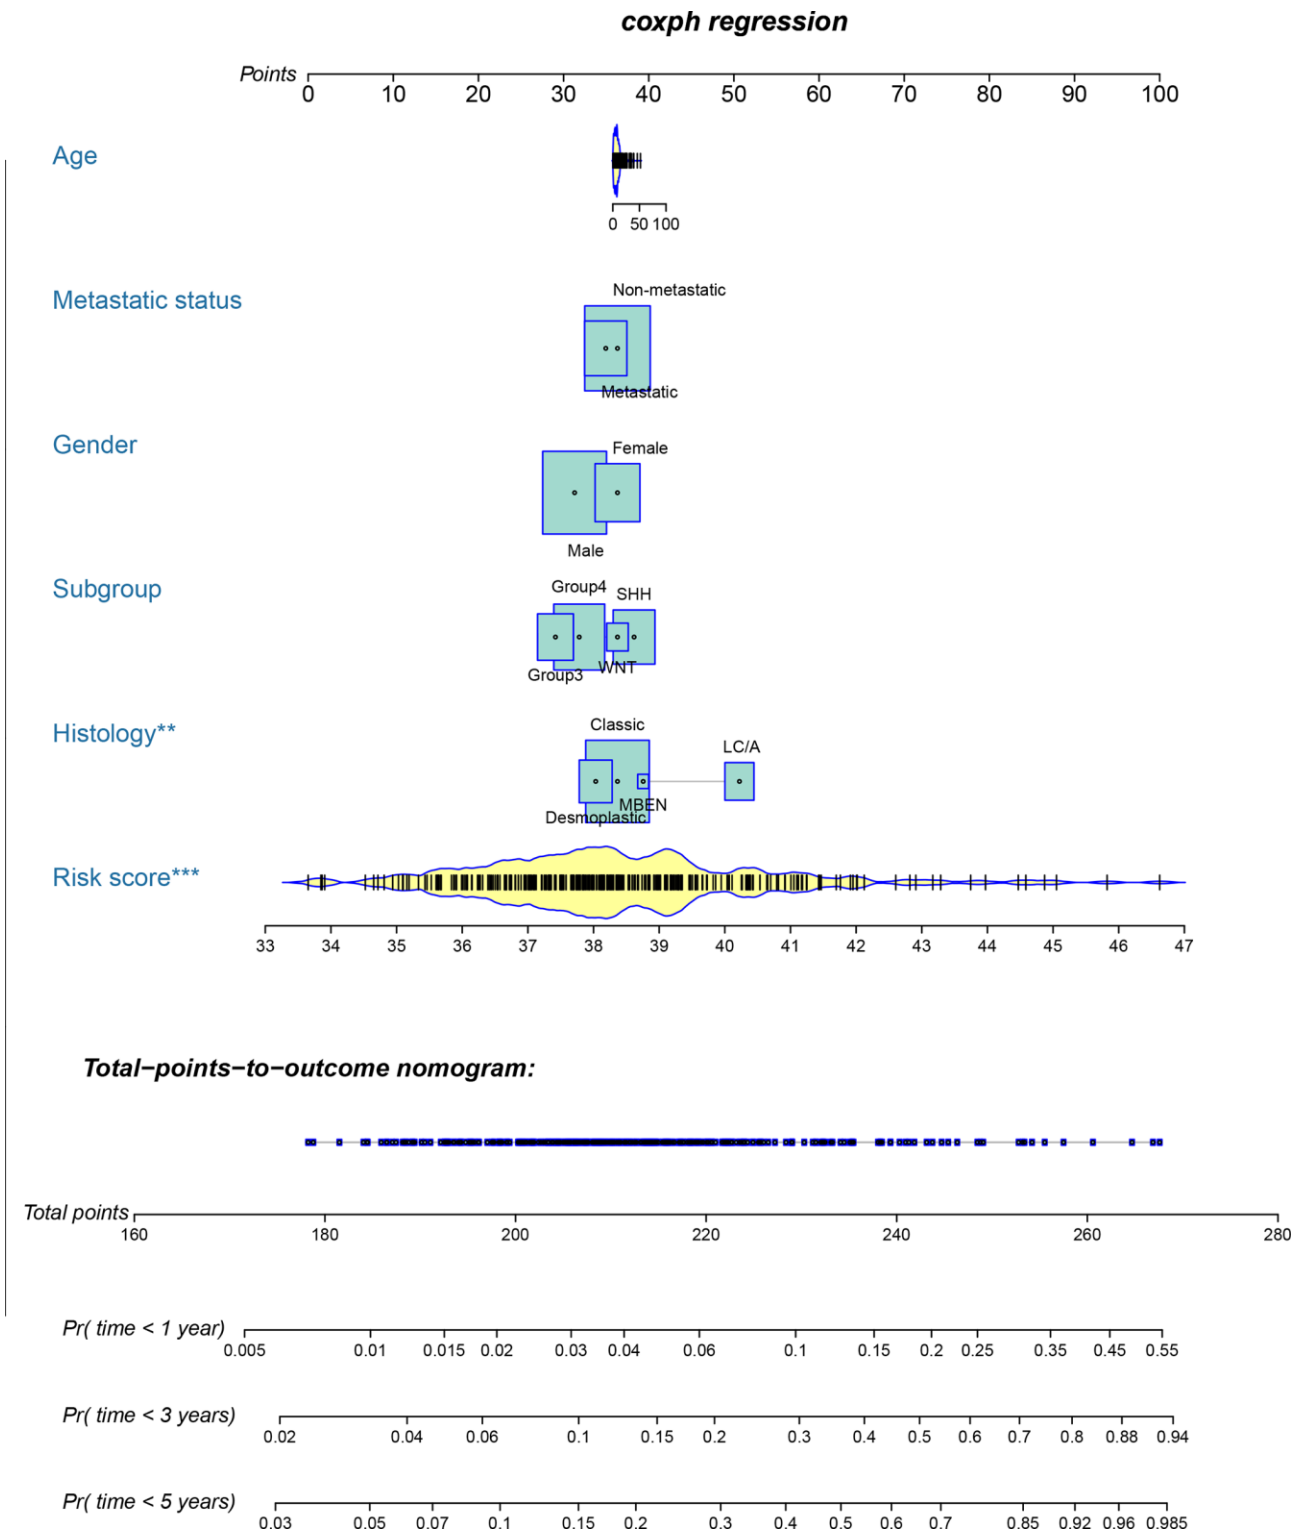 coxph regression
Points
0 10 20 30 40 50 60 70 80 90 100
Age
0 50 100
Non-metastatic
Metastatic status
Metastatic
Gender
Female
Male
Subgroup
Group4
SHH
WNT
Group3
Classic
Histology**
LC/A
MBEN
Desmoplastic
Risk score***
33 34 35 36 37 38 39 40 41 42 43 44 45 46 47
Total−points−to−outcome nomogram:
Total points
160 180 200 220 240 260 280
Pr( time < 1 year)
0.005 0.01 0.015 0.02 0.03 0.04 0.06 0.1 0.15 0.2 0.25 0.35 0.45 0.55
Pr( time < 3 years)
0.02 0.04 0.06 0.1 0.15 0.2 0.3 0.4 0.5 0.6 0.7 0.8 0.88 0.94
Pr( time < 5 years)
0.03 0.05 0.07 0.1 0.15 0.2 0.3 0.4 0.5 0.6 0.7 0.85 0.92 0.96 0.985